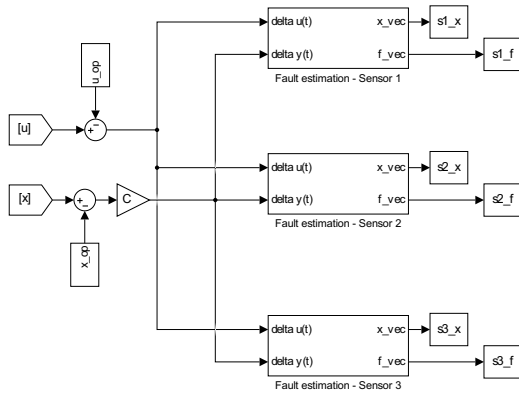 delta u(t) x_vec s1_x
delta y(t) f_vec s1_f
Fault estimation - Sensor 1
u_op
[u] + −
[x] + − C
x_op
delta u(t) x_vec s2_x
delta y(t) f_vec s2_f
Fault estimation - Sensor 2
delta u(t) x_vec s3_x
delta y(t) f_vec s3_f
Fault estimation - Sensor 3